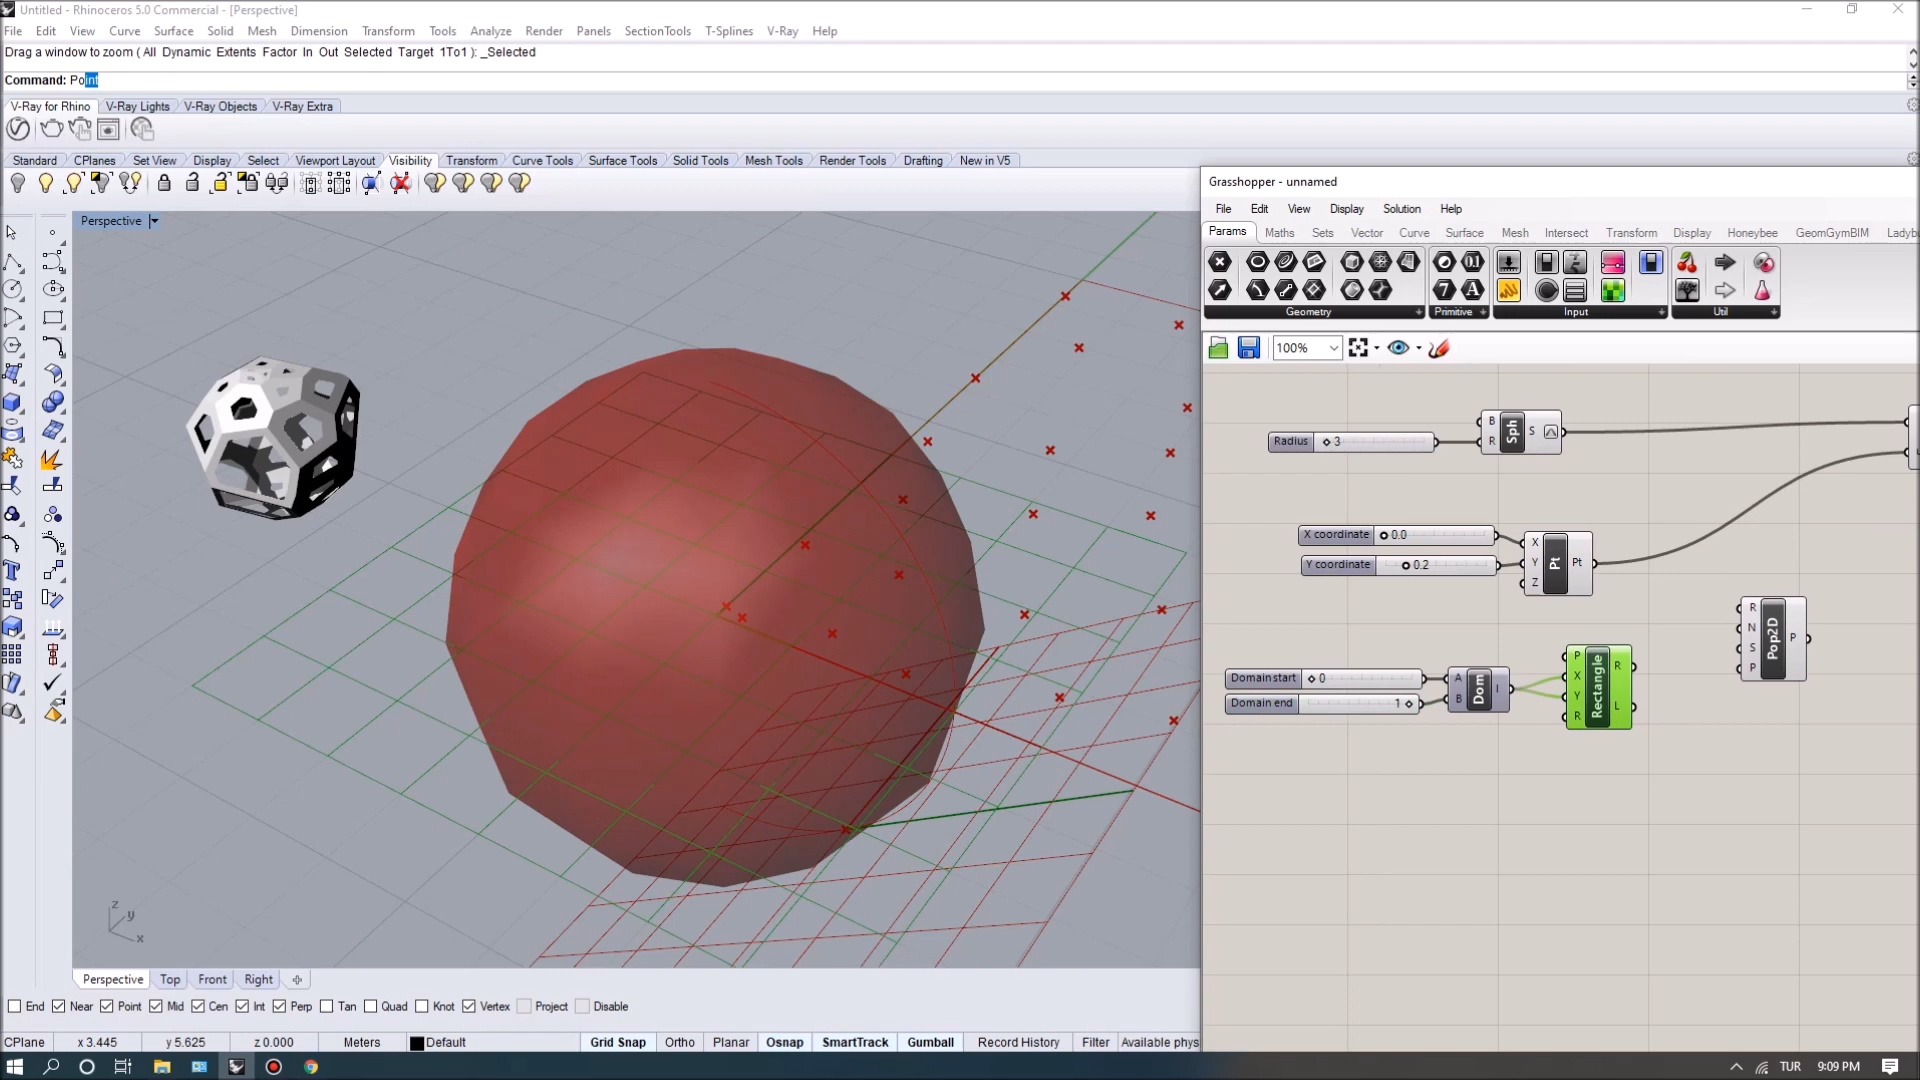 Untitled - Rhinoceros 5.0 Commercial - [Perspective]
File Edit View Curve Surface Solid Mesh Dimension Transform Tools Analyze Render Panels SectionTools T-Splines V-Ray Help
Drag a window to zoom ( All Dynamic Extents Factor In Out Selected Target 1To1 ): _Selected
Command: Point
V-Ray for Rhino V-Ray Lights V-Ray Objects V-Ray Extra
Standard CPlanes Set View Display Select Viewport Layout Visibility Transform Curve Tools Surface Tools Solid Tools Mesh Tools Render Tools Drafting New in V5
Perspective
Grasshopper - unnamed
File Edit View Display Solution Help
Params Maths Sets Vector Curve Surface Mesh Intersect Transform Display Honeybee GeomGymBIM Ladybu
Geometry Primitive Input Util
100%
B
R Sph S
Radius 3
X coordinate 0.0
Y coordinate 0.2
X
Y Pt Pt
Z
R
N Pop2D P
S
P
Domain start 0
Domain end 1
A
B Dom I
P
X Rectangle R
Y L
R
z
y
x
Perspective Top Front Right
End Near Point Mid Cen Int Perp Tan Quad Knot Vertex Project Disable
CPlane x 3.445 y 5.625 z 0.000 Meters Default Grid Snap Ortho Planar Osnap SmartTrack Gumball Record History Filter Available phys
TUR 9:09 PM